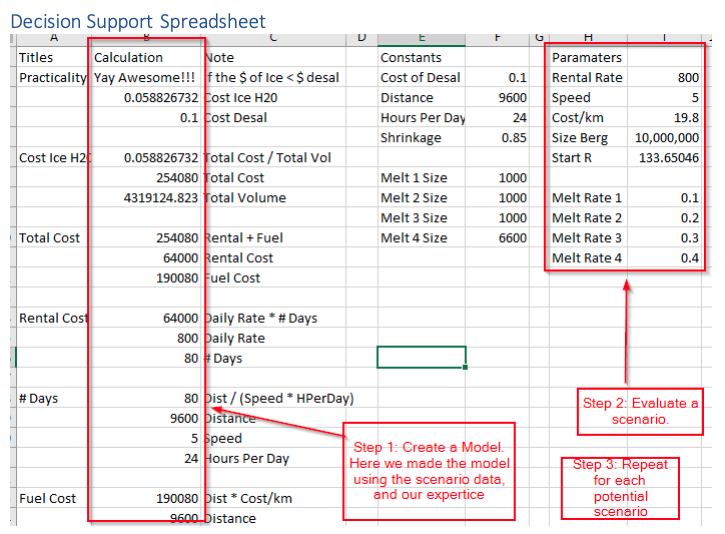 Decision Support Spreadsheet
A B C D E F G H I
Titles Calculation Note Constants Paramaters
Practicality Yay Awesome!!! f the $ of Ice < $ desal Cost of Desal 0.1 Rental Rate 800
0.058826732 Cost Ice H20 Distance 9600 Speed 5
0.1 Cost Desal Hours Per Day 24 Cost/km 19.8
Shrinkage 0.85 Size Berg 10,000,000
Cost Ice H2 0.058826732 Total Cost / Total Vol Start R 133.65046
254080 Total Cost Melt 1 Size 1000
4319124.823 Total Volume Melt 2 Size 1000 Melt Rate 1 0.1
Melt 3 Size 1000 Melt Rate 2 0.2
Total Cost 254080 Rental + Fuel Melt 4 Size 6600 Melt Rate 3 0.3
64000 Rental Cost Melt Rate 4 0.4
190080 Fuel Cost
Rental Cost 64000 Daily Rate * # Days
800 Daily Rate
80 # Days
# Days 80 Dist / (Speed * HPerDay)
9600 Distance
5 Speed
24 Hours Per Day
Fuel Cost 190080 Dist * Cost/km
9600 Distance
Step 1: Create a Model.
Here we made the model
using the scenario data,
and our expertice
Step 2: Evaluate a
scenario.
Step 3: Repeat
for each
potential
scenario